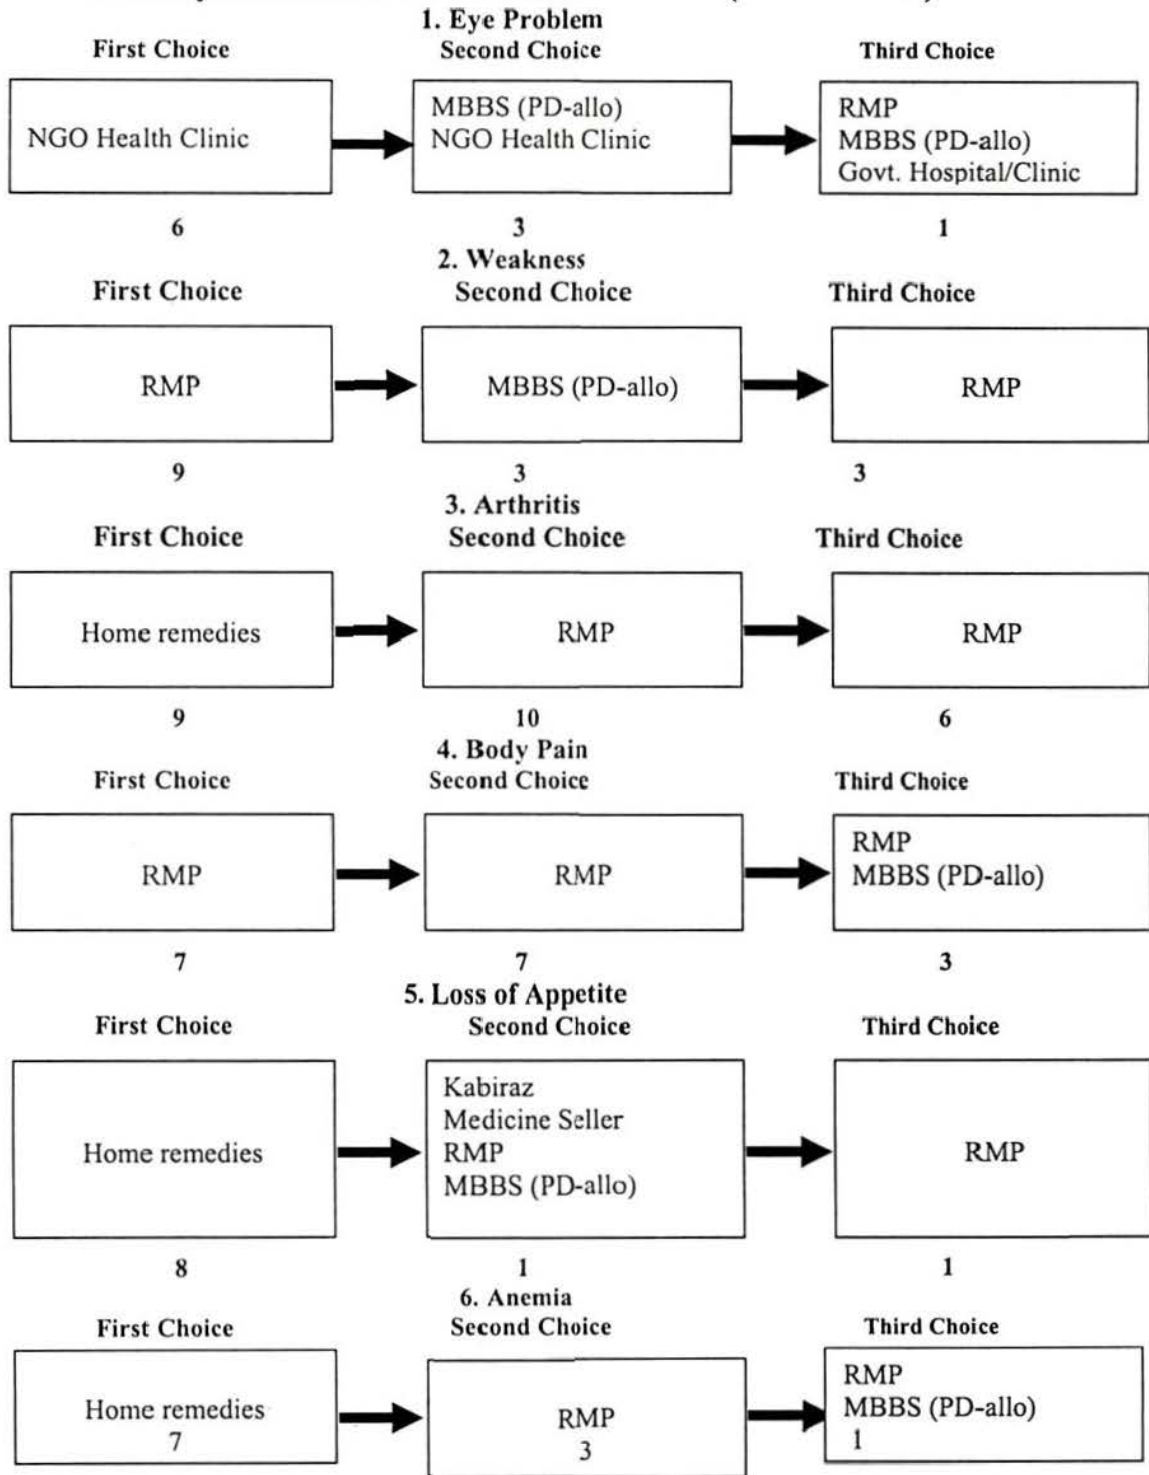 1. Eye Problem
First Choice Second Choice Third Choice
NGO Health Clinic
MBBS (PD-allo)
NGO Health Clinic
RMP
MBBS (PD-allo)
Govt. Hospital/Clinic
6 3 1
2. Weakness
First Choice Second Choice Third Choice
RMP
MBBS (PD-allo)
RMP
9 3 3
3. Arthritis
First Choice Second Choice Third Choice
Home remedies
RMP
RMP
9 10 6
4. Body Pain
First Choice Second Choice Third Choice
RMP
RMP
RMP
MBBS (PD-allo)
7 7 3
5. Loss of Appetite
First Choice Second Choice Third Choice
Home remedies
Kabiraz
Medicine Seller
RMP
MBBS (PD-allo)
RMP
8 1 1
6. Anemia
First Choice Second Choice Third Choice
Home remedies
7
RMP
3
RMP
MBBS (PD-allo)
1